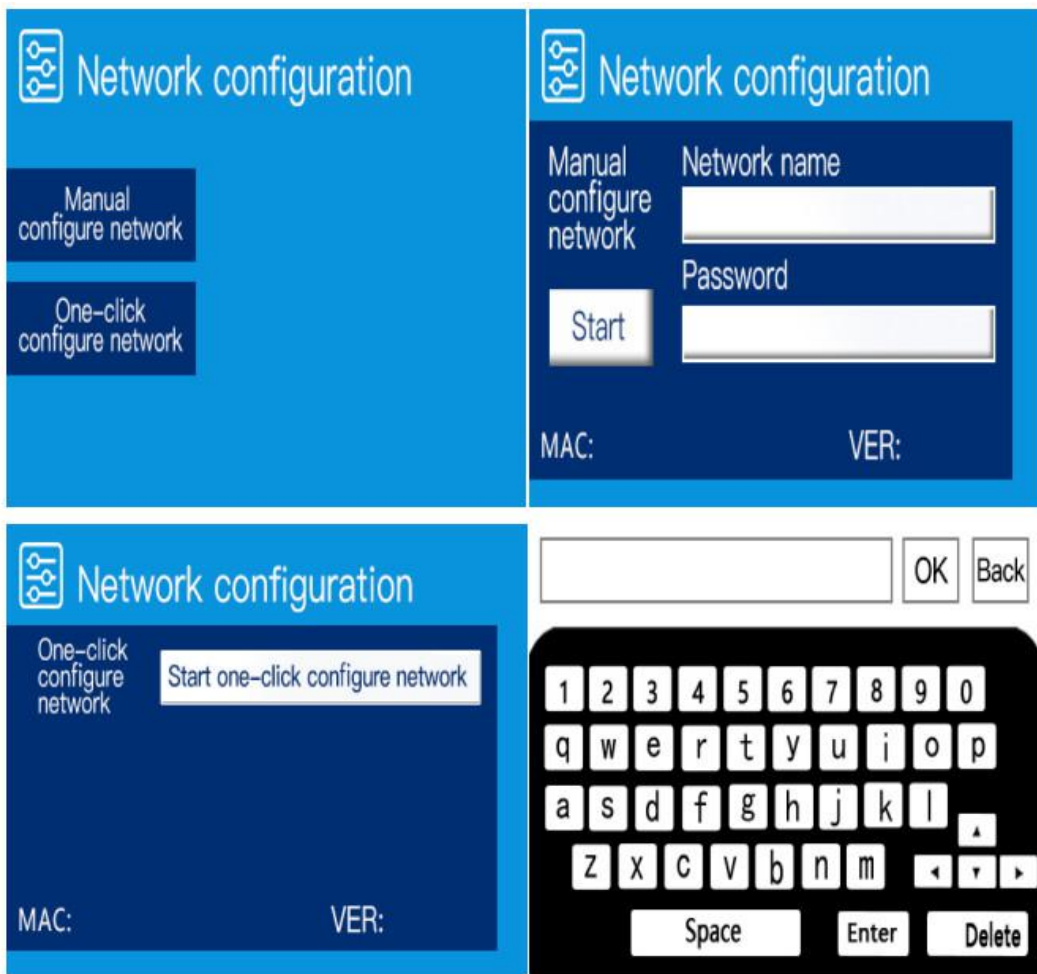 Network configuration
Manual
configure network
One-click
configure network
Network configuration
Manual
configure
network
Network name
Password
Start
MAC:
VER:
Network configuration
One-click
configure
network
Start one-click configure network
MAC:
VER:
OK
Back
1 2 3 4 5 6 7 8 9 0
q w e r t y u i o p
a s d f g h j k l
z x c v b n m
Space
Enter
Delete